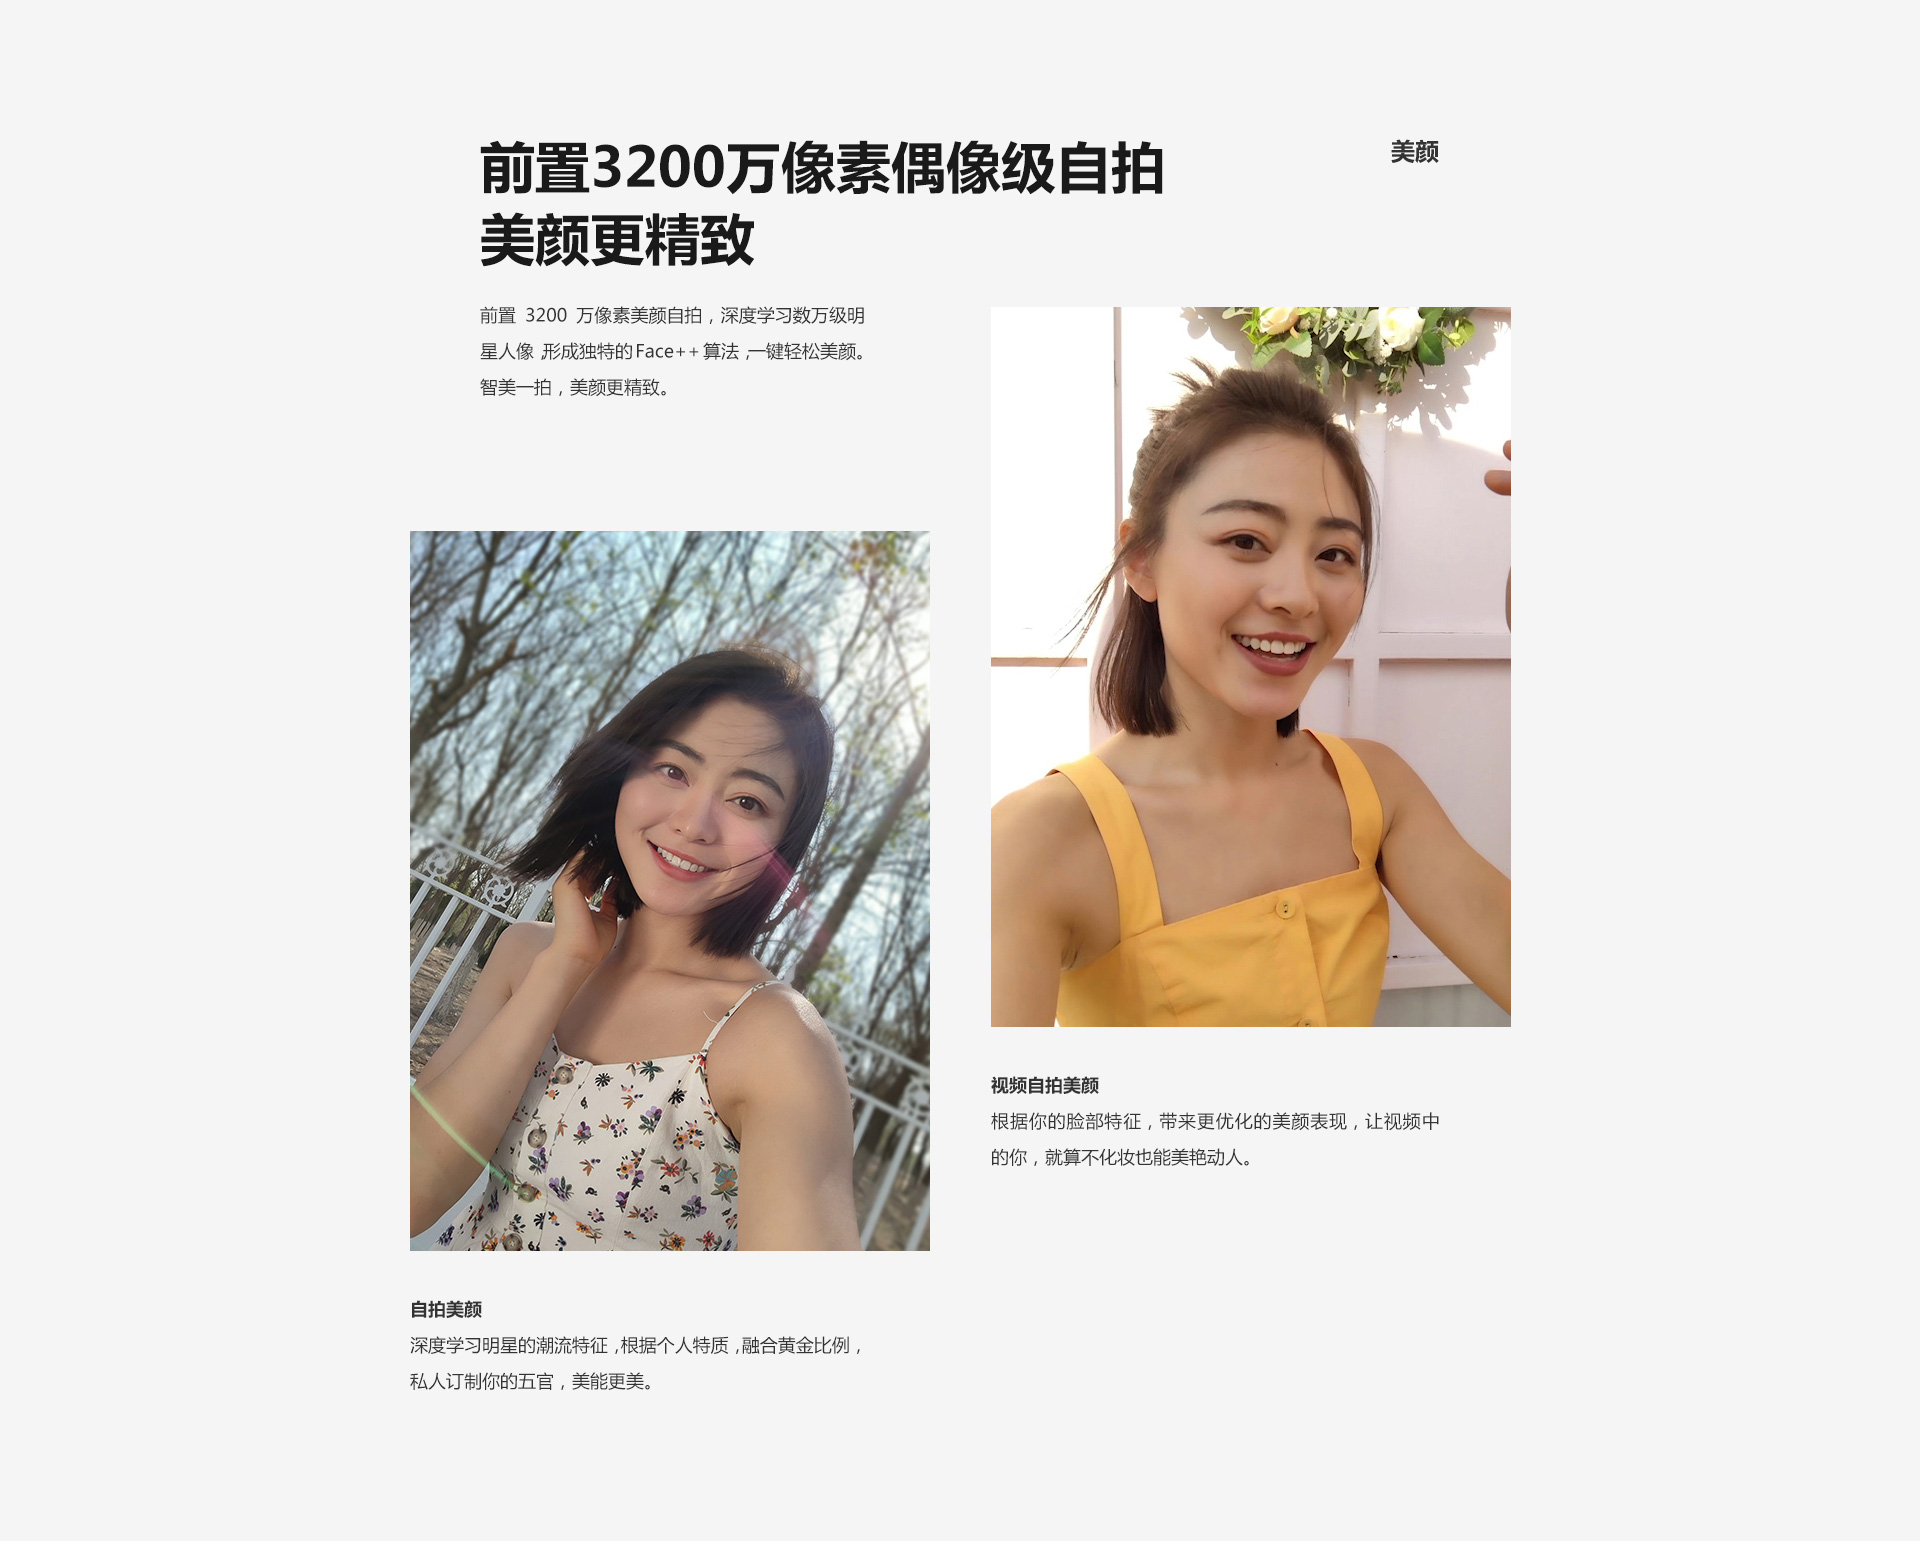 前置3200万像素偶像级自拍
美颜更精致
美颜
前置 3200 万像素美颜自拍，深度学习数万级明
星人像，形成独特的Face++算法，一键轻松美颜。
智美一拍，美颜更精致。
视频自拍美颜
根据你的脸部特征，带来更优化的美颜表现，让视频中
的你，就算不化妆也能美艳动人。
自拍美颜
深度学习明星的潮流特征，根据个人特质，融合黄金比例，
私人订制你的五官，美能更美。